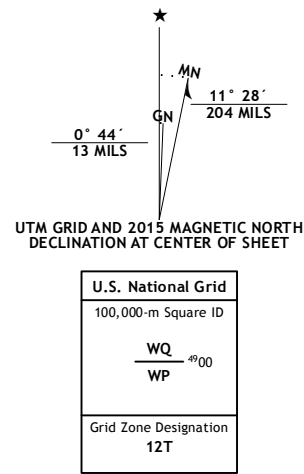 ★
MN
GN
11° 28´
204 MILS
0° 44´
13 MILS
UTM GRID AND 2015 MAGNETIC NORTH
DECLINATION AT CENTER OF SHEET
U.S. National Grid
100,000-m Square ID
WQ
4900
WP
Grid Zone Designation
12T